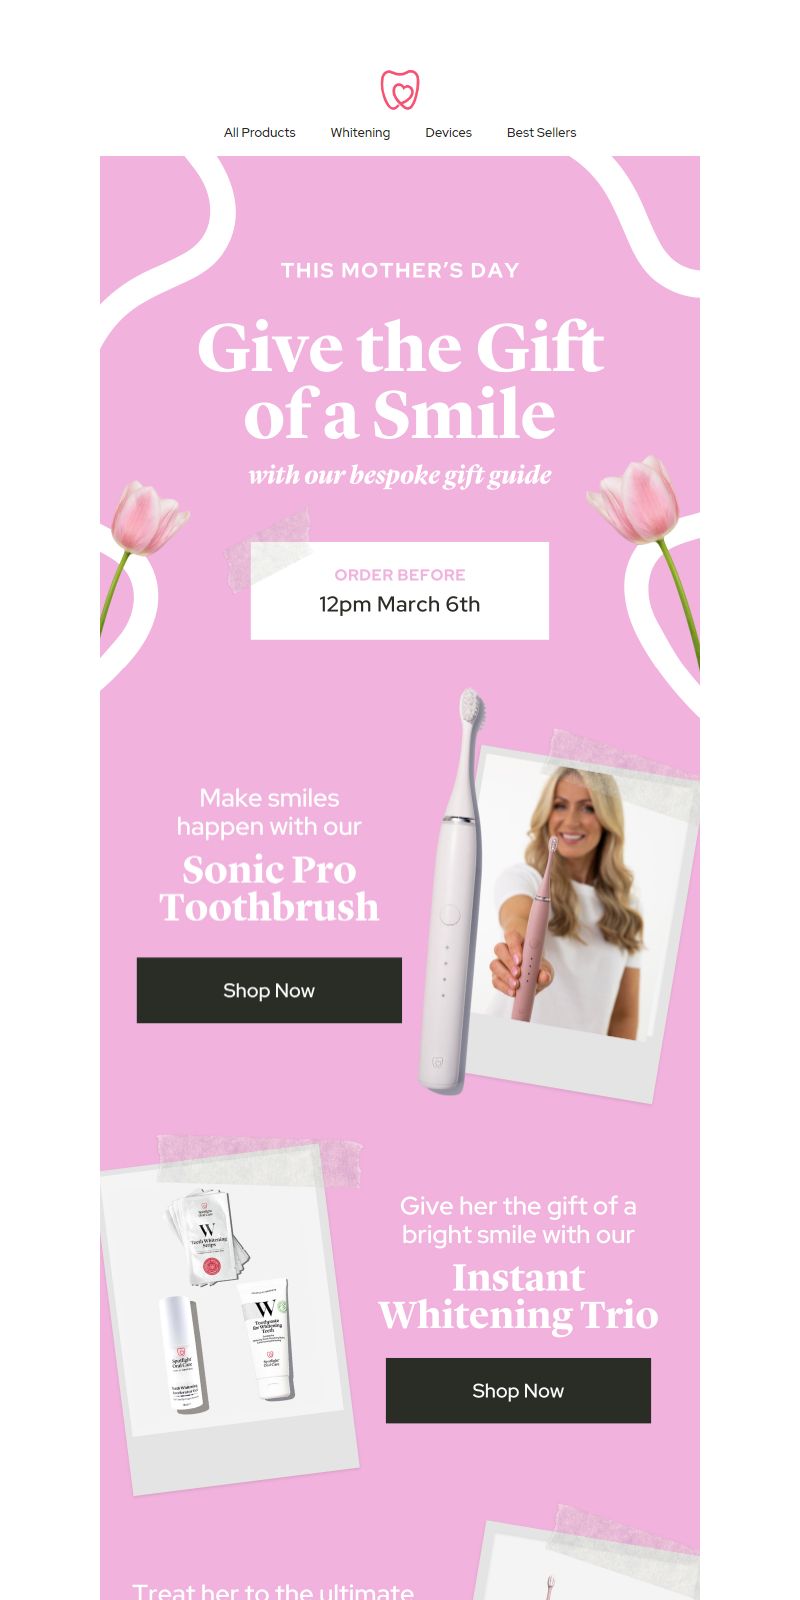 All Products Whitening Devices Best Sellers
THIS MOTHER’S DAY
Give the Gift
of a Smile
with our bespoke gift guide
ORDER BEFORE
12pm March 6th
Make smiles
happen with our
Sonic Pro
Toothbrush
Shop Now
Spotlight
Oral Care
W
Teeth Whitening
Strips
W
Toothpaste
for Whitening
Teeth
Spotlight
Oral Care
Spotlight
Oral Care
Give her the gift of a
bright smile with our
Instant
Whitening Trio
Shop Now
Treat her to the ultimate